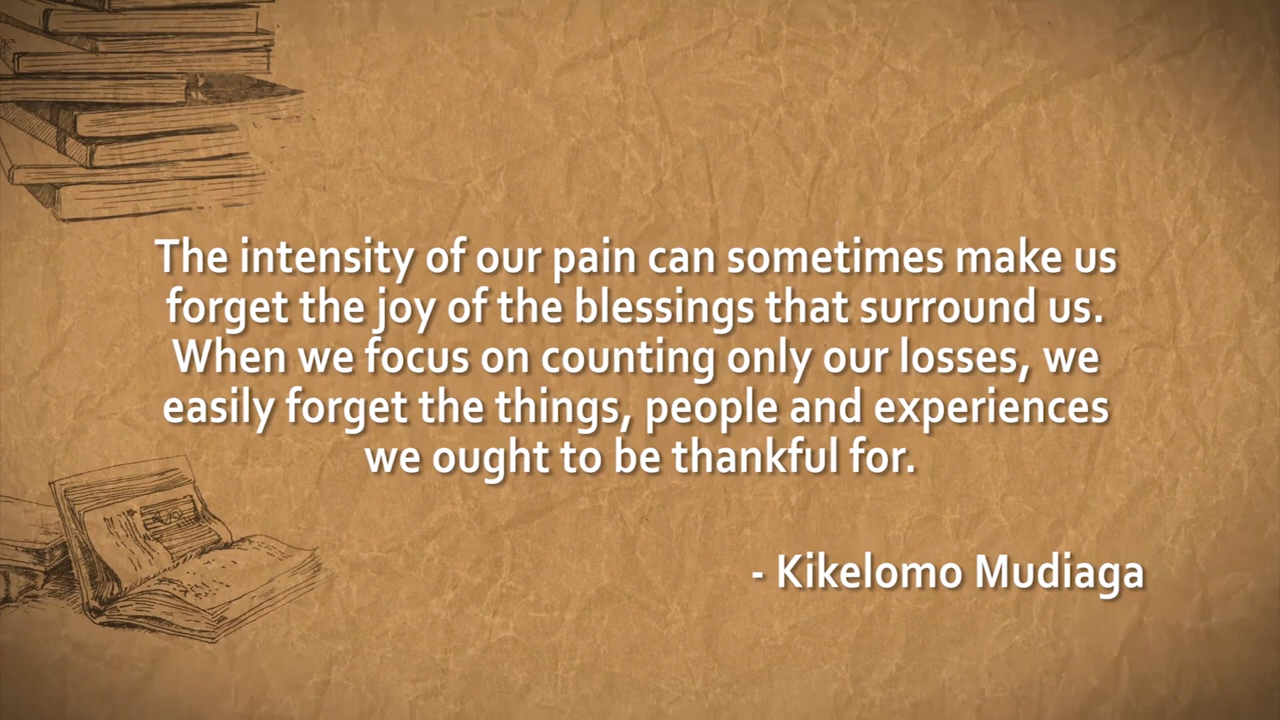 The intensity of our pain can sometimes make us
forget the joy of the blessings that surround us.
When we focus on counting only our losses, we
easily forget the things, people and experiences
we ought to be thankful for.
- Kikelomo Mudiaga